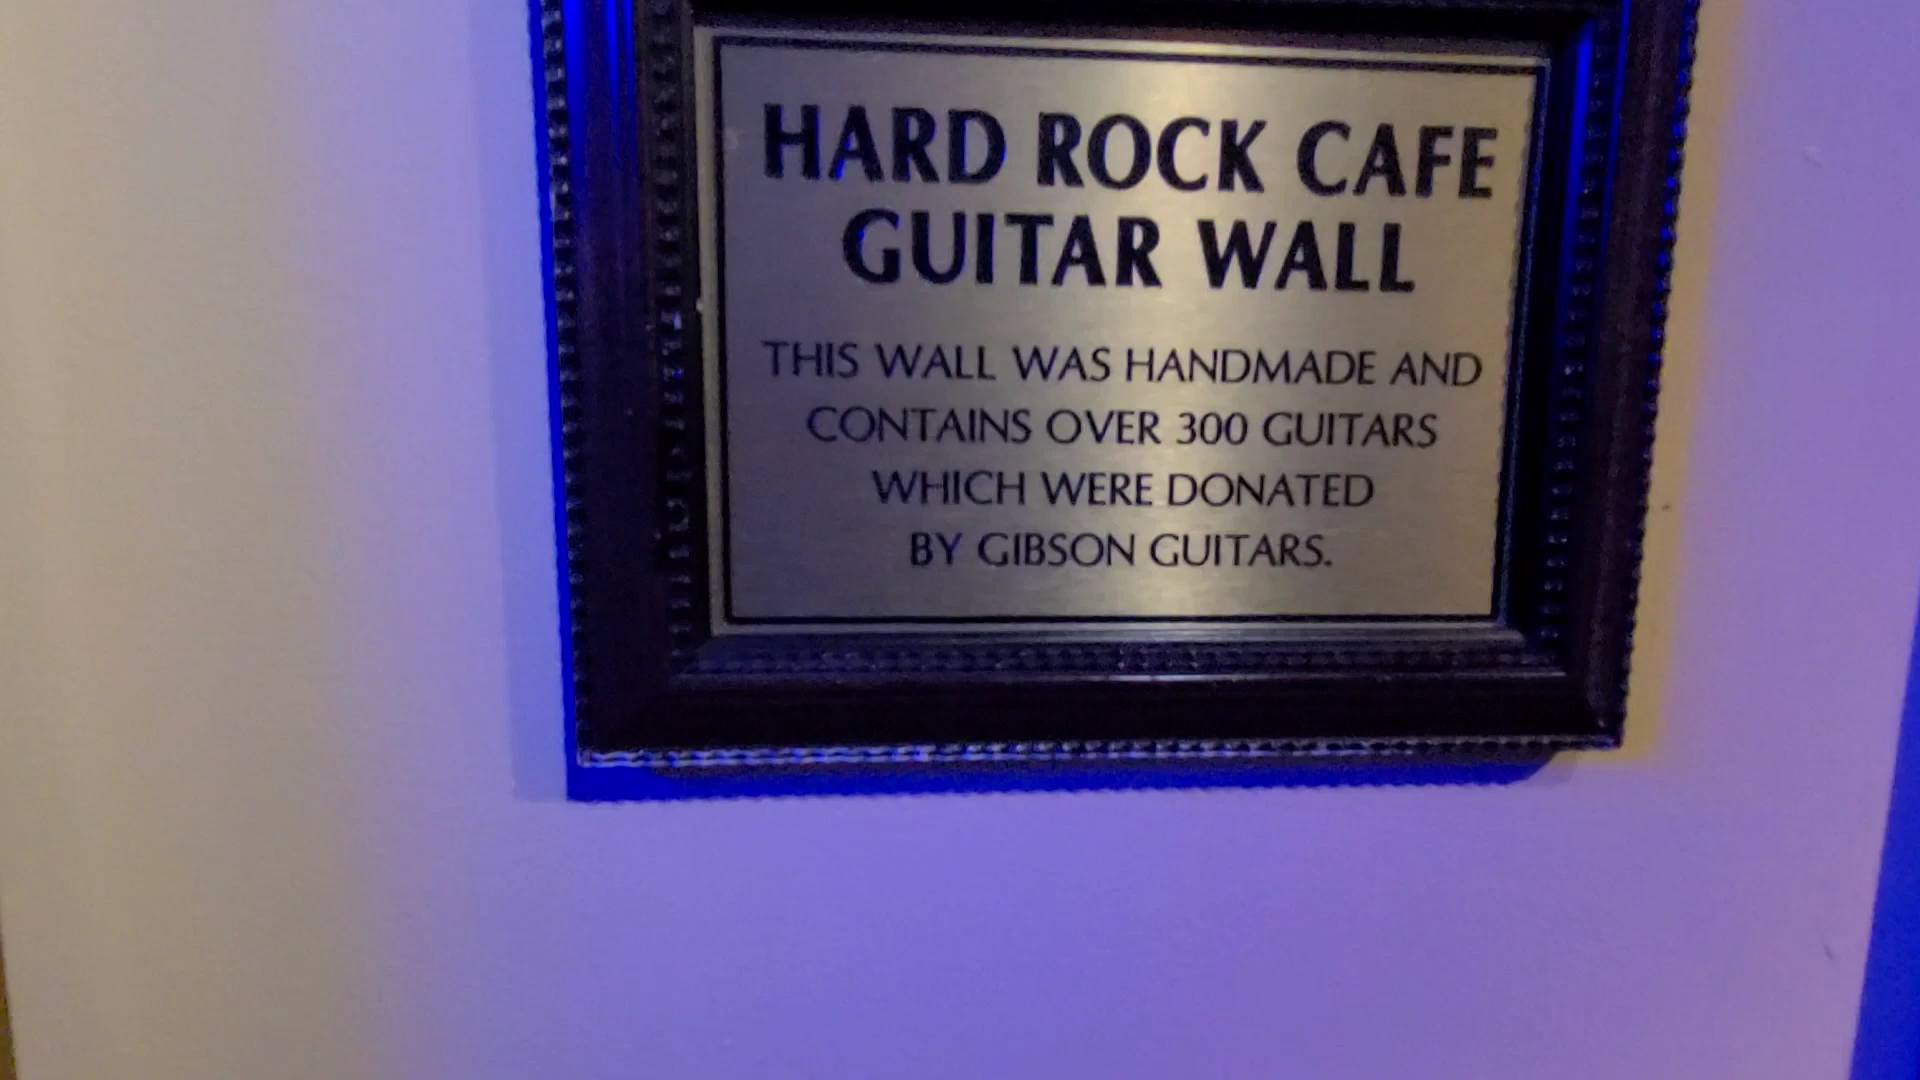 HARD ROCK CAFE
GUITAR WALL
THIS WALL WAS HANDMADE AND
CONTAINS OVER 300 GUITARS
WHICH WERE DONATED
BY GIBSON GUITARS.